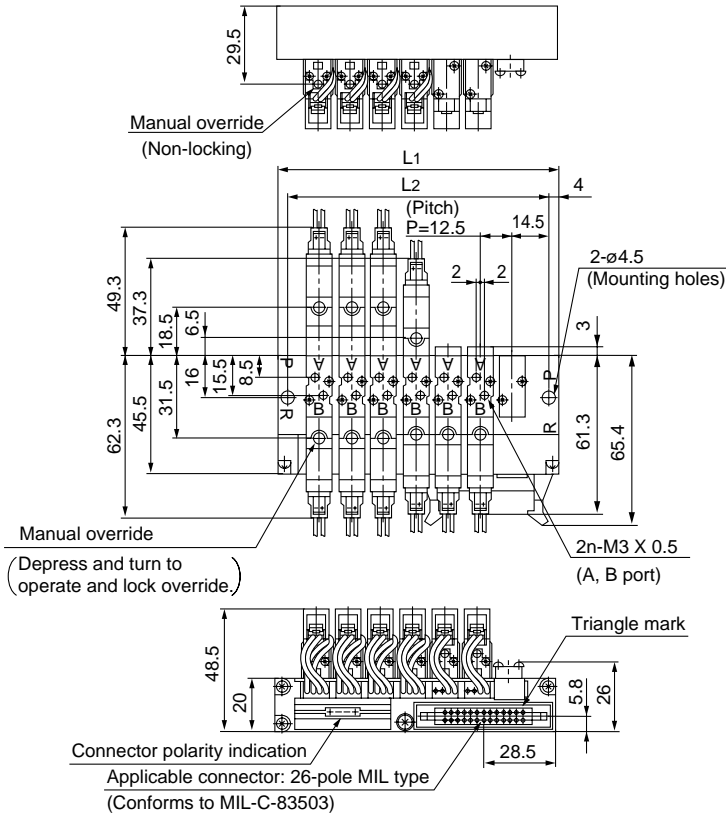 29.5
Manual override
(Non-locking)
L1
L2
4
(Pitch)
P=12.5
14.5
2-ø4.5
(Mounting holes)
2
2
3
49.3
37.3
18.5
6.5
62.3
45.5
31.5
16
15.5
8.5
P
A A A A A A
P
R
B B B B B B
R
61.3
65.4
Manual override
(Depress and turn to
operate and lock override.)
2n-M3 X 0.5
(A, B port)
Triangle mark
48.5
20
5.8
26
Connector polarity indication
28.5
Applicable connector: 26-pole MIL type
(Conforms to MIL-C-83503)